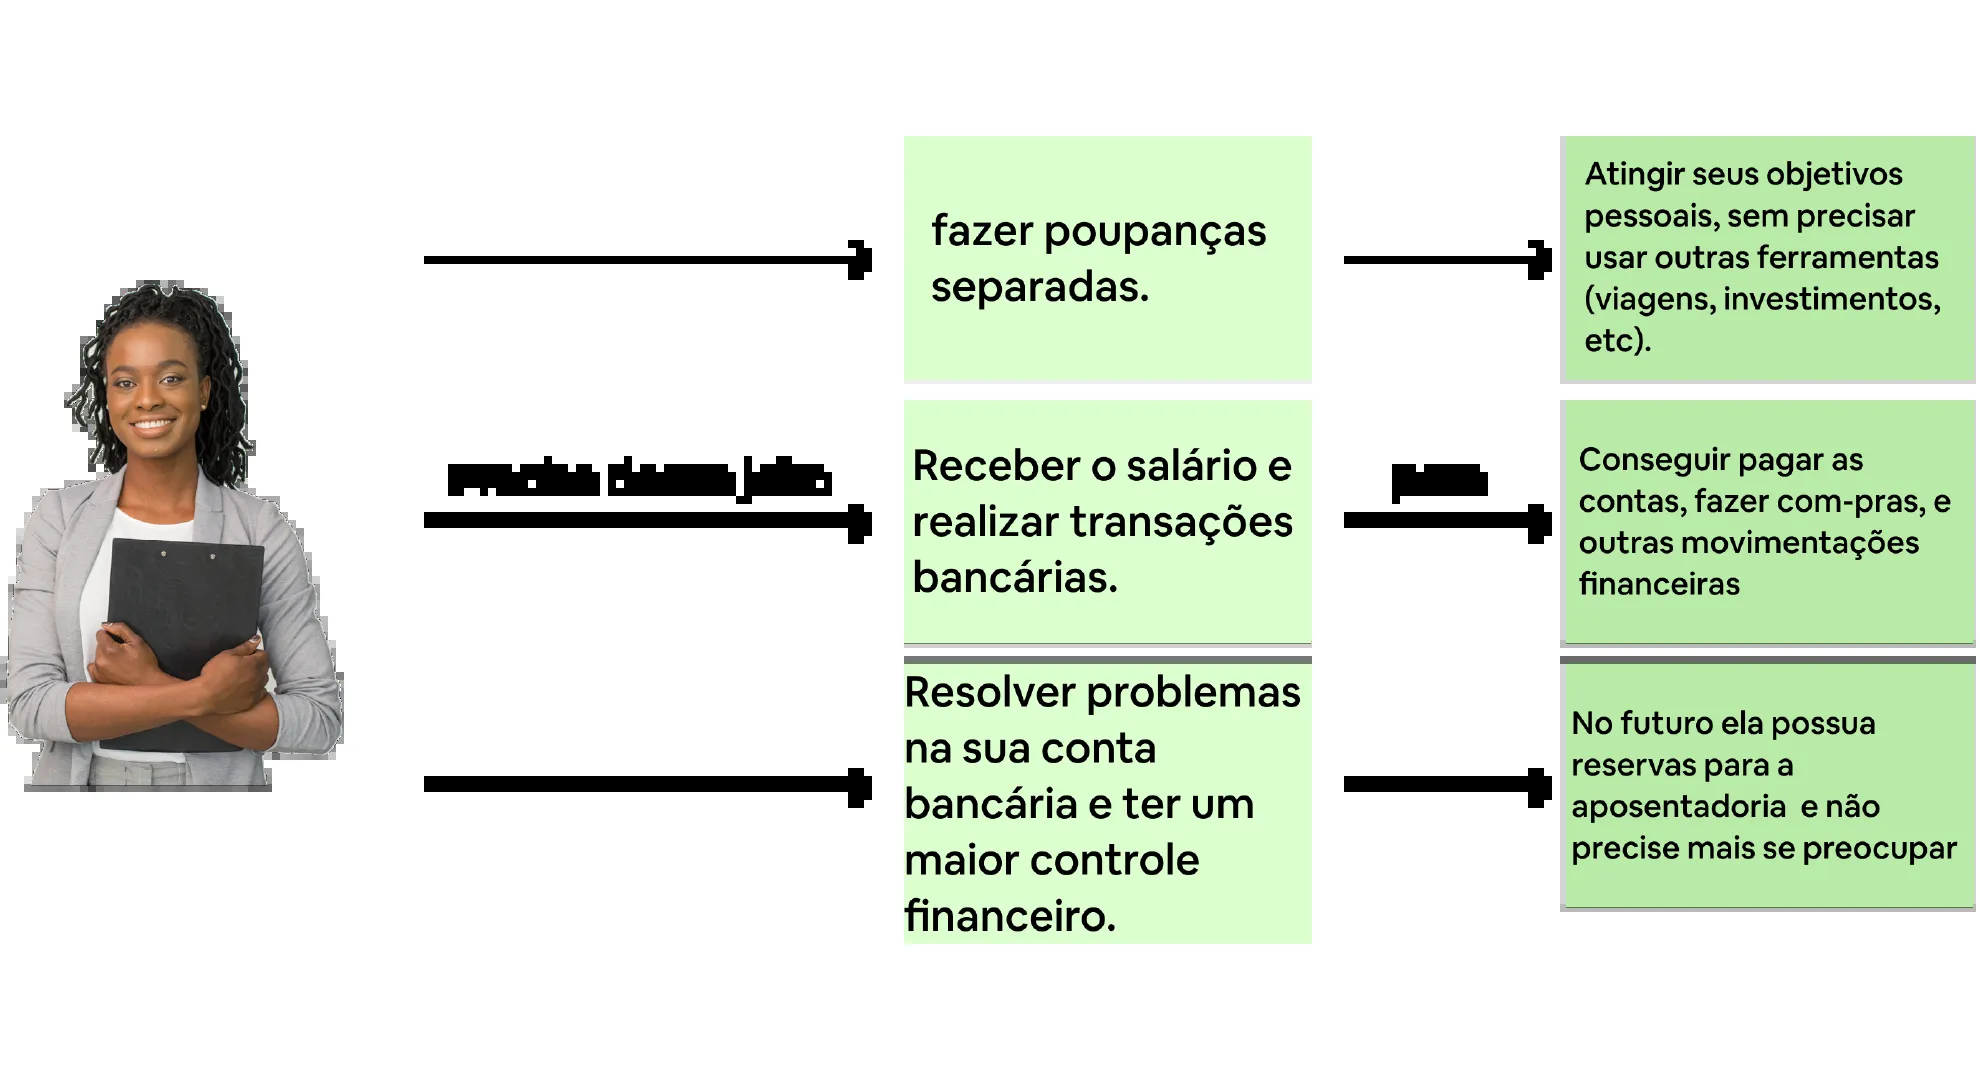 fazer poupanças
separadas.
Atingir seus objetivos
pessoais, sem precisar
usar outras ferramentas
(viagens, investimentos,
etc).
Receber o salário e
realizar transações
bancárias.
para
Conseguir pagar as
contas, fazer com-pras, e
outras movimentações
financeiras
Resolver problemas
na sua conta
bancária e ter um
maior controle
financeiro.
No futuro ela possua
reservas para a
aposentadoria  e não
precise mais se preocupar